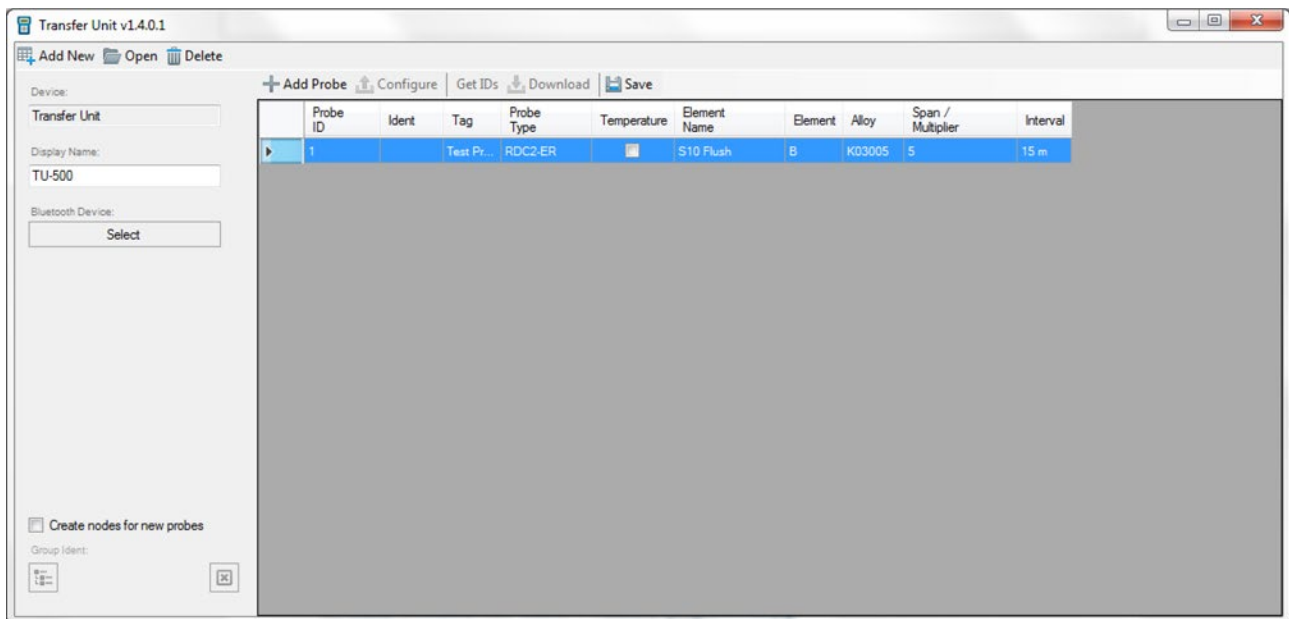 Transfer Unit v1.4.0.1
Add New Open Delete
Device:
Transfer Unit
Display Name:
TU-500
Bluetooth Device:
Select
Create nodes for new probes
Group Ident:
Add Probe Configure Get IDs Download Save
Probe ID Ident Tag Probe Type Temperature Element Name Element Alloy Span / Multiplier Interval
1 Test Pr... RDC2-ER S10 Flush B K03005 5 15 m